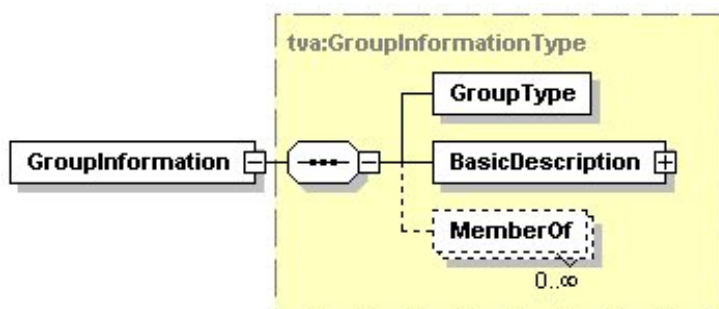 tva:GroupInformationType
GroupType
GroupInformation
BasicDescription
MemberOf
0..∞